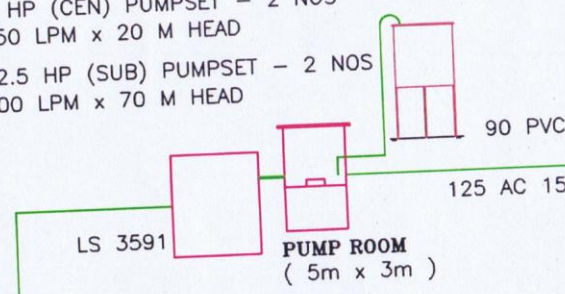 HP (CEN) PUMPSET - 2 NOS
50 LPM x 20 M HEAD
2.5 HP (SUB) PUMPSET - 2 NOS
00 LPM x 70 M HEAD
90 PVC
125 AC 15
LS 3591
PUMP ROOM
( 5m x 3m )